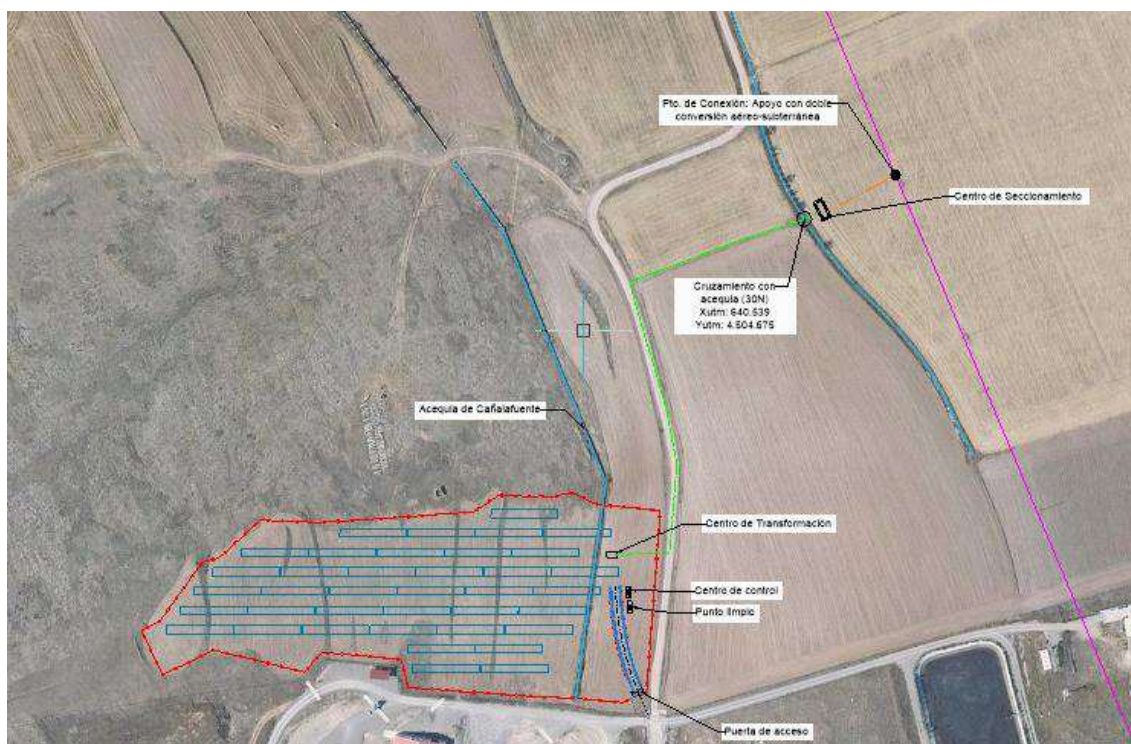 Pto. de Conexión: Apoyo con doble
conversión aéreo-subterránea
Centro de Seccionamiento
Cruzamiento con
acequia (30N)
Xutm: 640.539
Yutm: 4.504.675
Acequia de Cañalafuente
Centro de Transformación
Centro de control
Punto limpio
Puerta de acceso